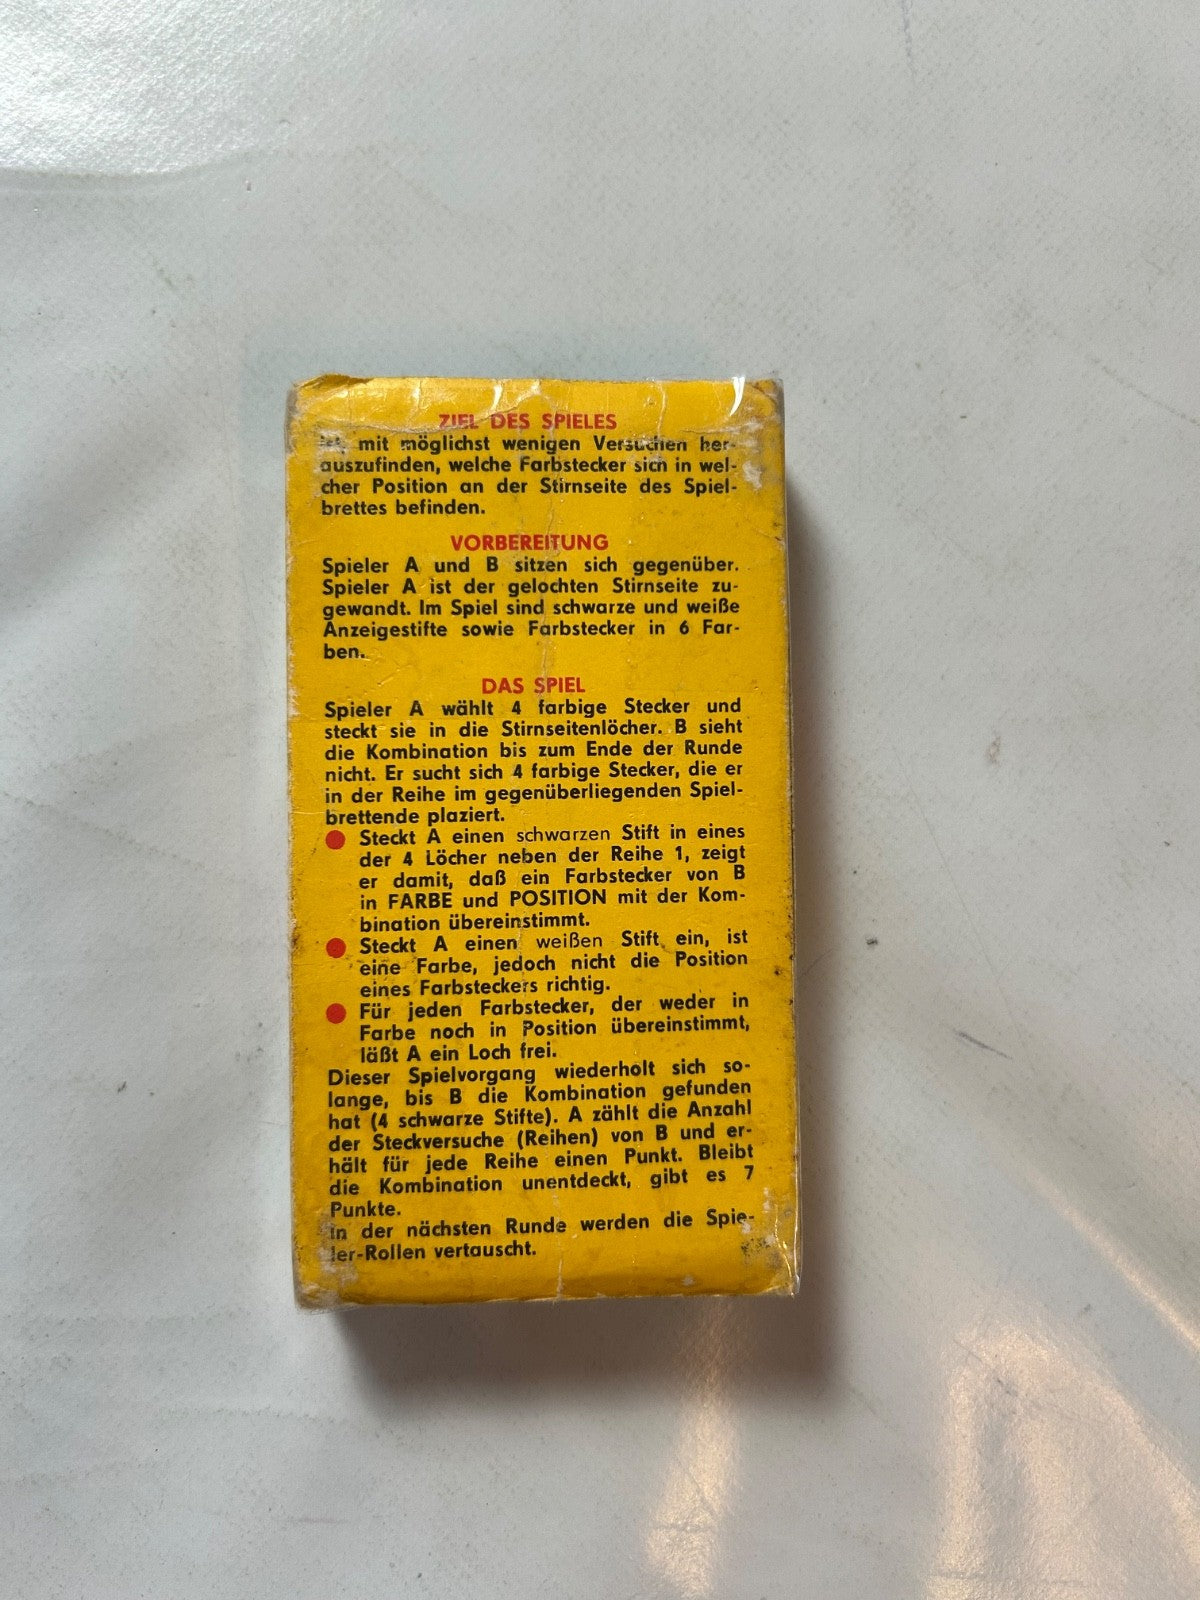 ZIEL DES SPIELES
ist, mit möglichst wenigen Versuchen her-
auszufinden, welche Farbstecker sich in wel-
cher Position an der Stirnseite des Spiel-
brettes befinden.
VORBEREITUNG
Spieler A und B sitzen sich gegenüber.
Spieler A ist der gelochten Stirnseite zu-
gewandt. Im Spiel sind schwarze und weiße
Anzeigestifte sowie Farbstecker in 6 Far-
ben.
DAS SPIEL
Spieler A wählt 4 farbige Stecker und
steckt sie in die Stirnseitenlöcher. B sieht
die Kombination bis zum Ende der Runde
nicht. Er sucht sich 4 farbige Stecker, die er
in der Reihe im gegenüberliegenden Spiel-
brettende plaziert.
Steckt A einen schwarzen Stift in eines
der 4 Löcher neben der Reihe 1, zeigt
er damit, daß ein Farbstecker von B
in FARBE und POSITION mit der Kom-
bination übereinstimmt.
Steckt A einen weißen Stift ein, ist
eine Farbe, jedoch nicht die Position
eines Farbsteckers richtig.
Für jeden Farbstecker, der weder in
Farbe noch in Position übereinstimmt,
läßt A ein Loch frei.
Dieser Spielvorgang wiederholt sich so-
lange, bis B die Kombination gefunden
hat (4 schwarze Stifte). A zählt die Anzahl
der Steckversuche (Reihen) von B und er-
hält für jede Reihe einen Punkt. Bleibt
die Kombination unentdeckt, gibt es 7
Punkte.
In der nächsten Runde werden die Spie-
ler-Rollen vertauscht.